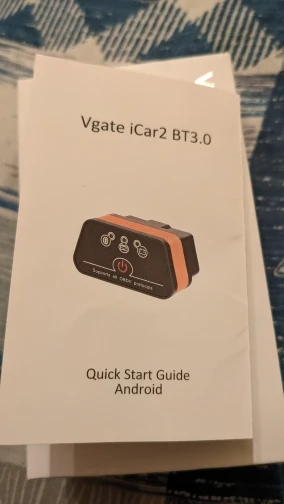 Vgate iCar2 BT3.0
Supports all OBDII protocols
Quick Start Guide
Android